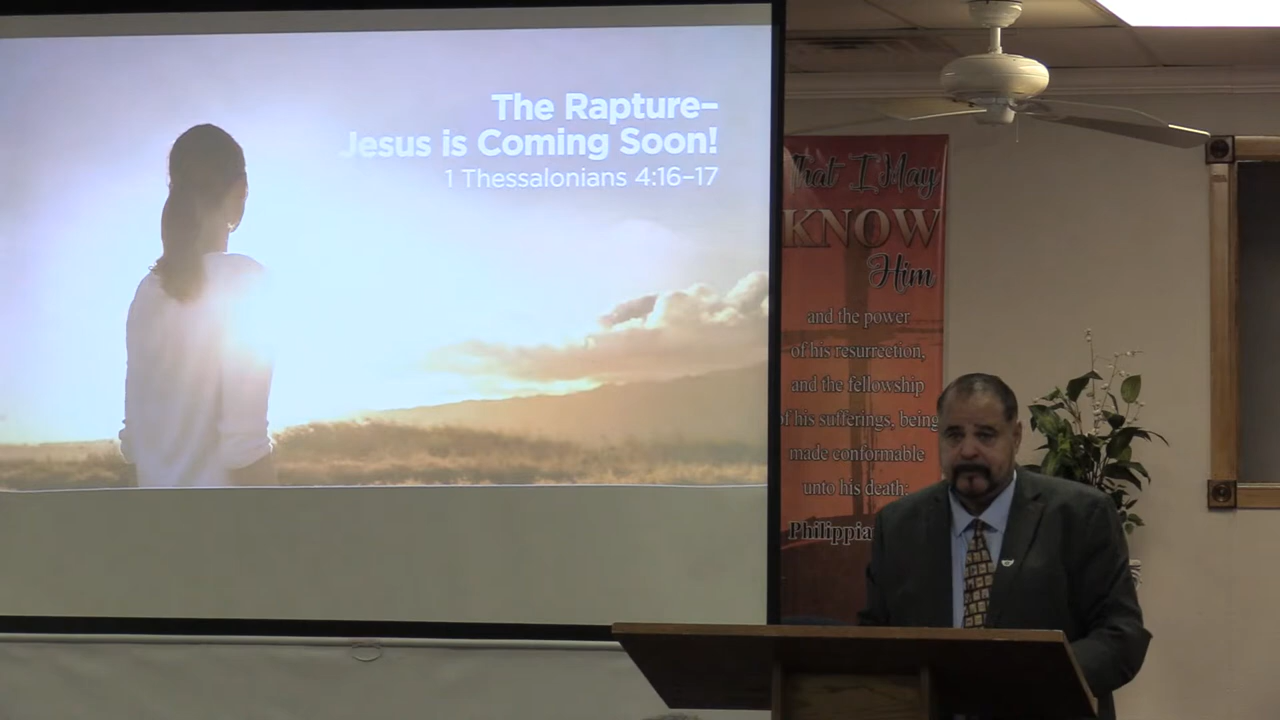 The Rapture–
Jesus is Coming Soon!
1 Thessalonians 4:16–17
That I May
KNOW
Him
and the power
of his resurrection,
and the fellowship
of his sufferings, being
made conformable
unto his death;
Philippia